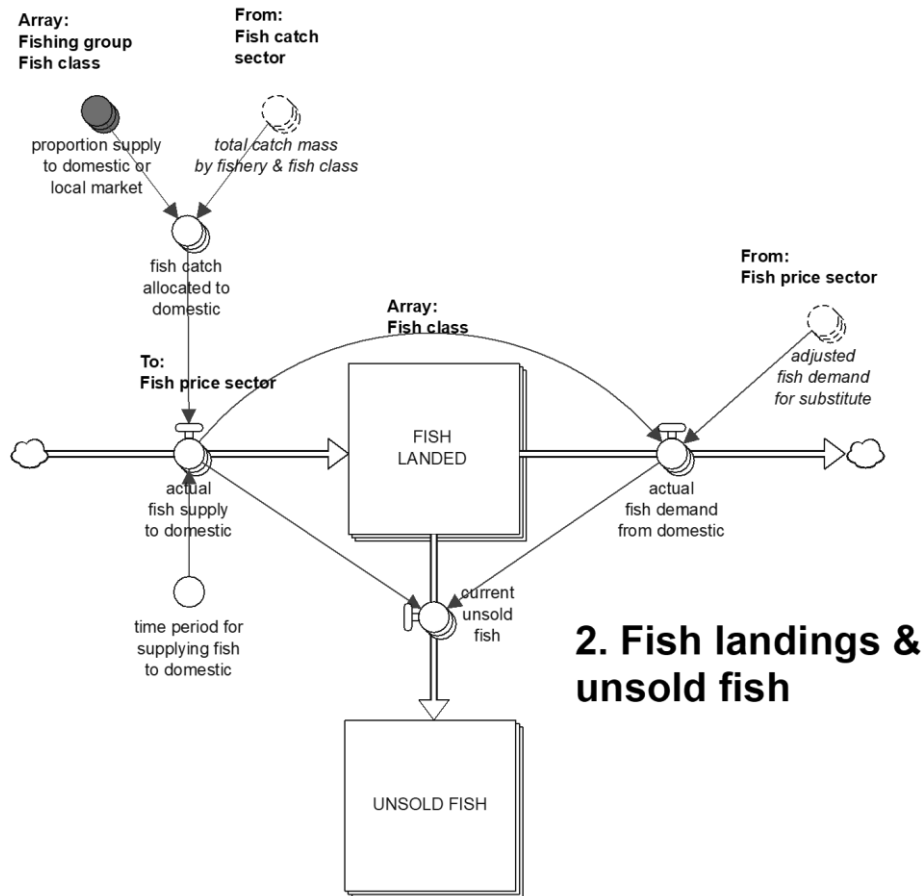 Array:
Fishing group
Fish class
From:
Fish catch
sector
proportion supply
to domestic or
local market
total catch mass
by fishery & fish class
fish catch
allocated to
domestic
From:
Fish price sector
Array:
Fish class
adjusted
fish demand
for substitute
To:
Fish price sector
FISH
LANDED
actual
fish supply
to domestic
actual
fish demand
from domestic
current
unsold
fish
time period for
supplying fish
to domestic
2. Fish landings &
unsold fish
UNSOLD FISH